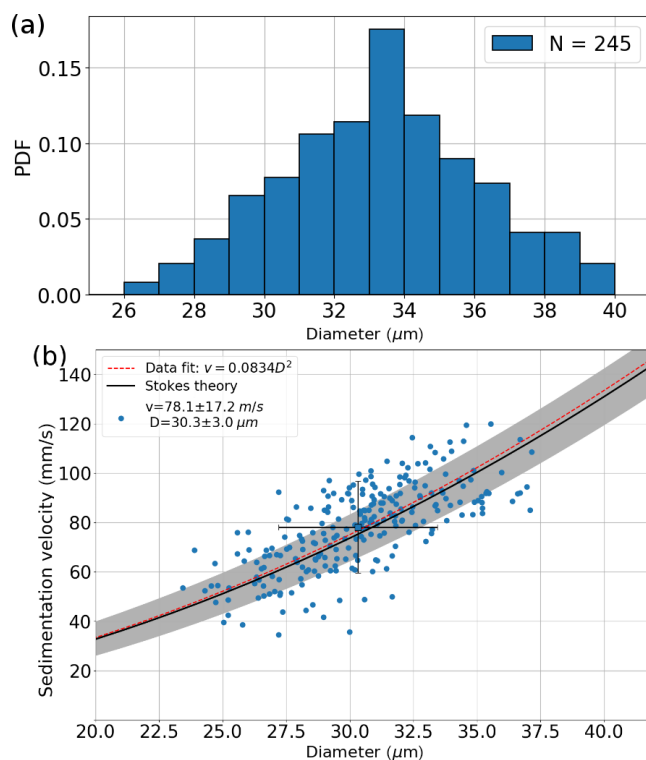 (a)
N = 245
PDF
0.15
0.10
0.05
0.00
26 28 30 32 34 36 38 40
Diameter (μm)
(b)
Data fit: v = 0.0834D²
Stokes theory
v=78.1±17.2 m/s
D=30.3±3.0 μm
Sedimentation velocity (mm/s)
140
120
100
80
60
40
20
20.0 22.5 25.0 27.5 30.0 32.5 35.0 37.5 40.0
Diameter (μm)